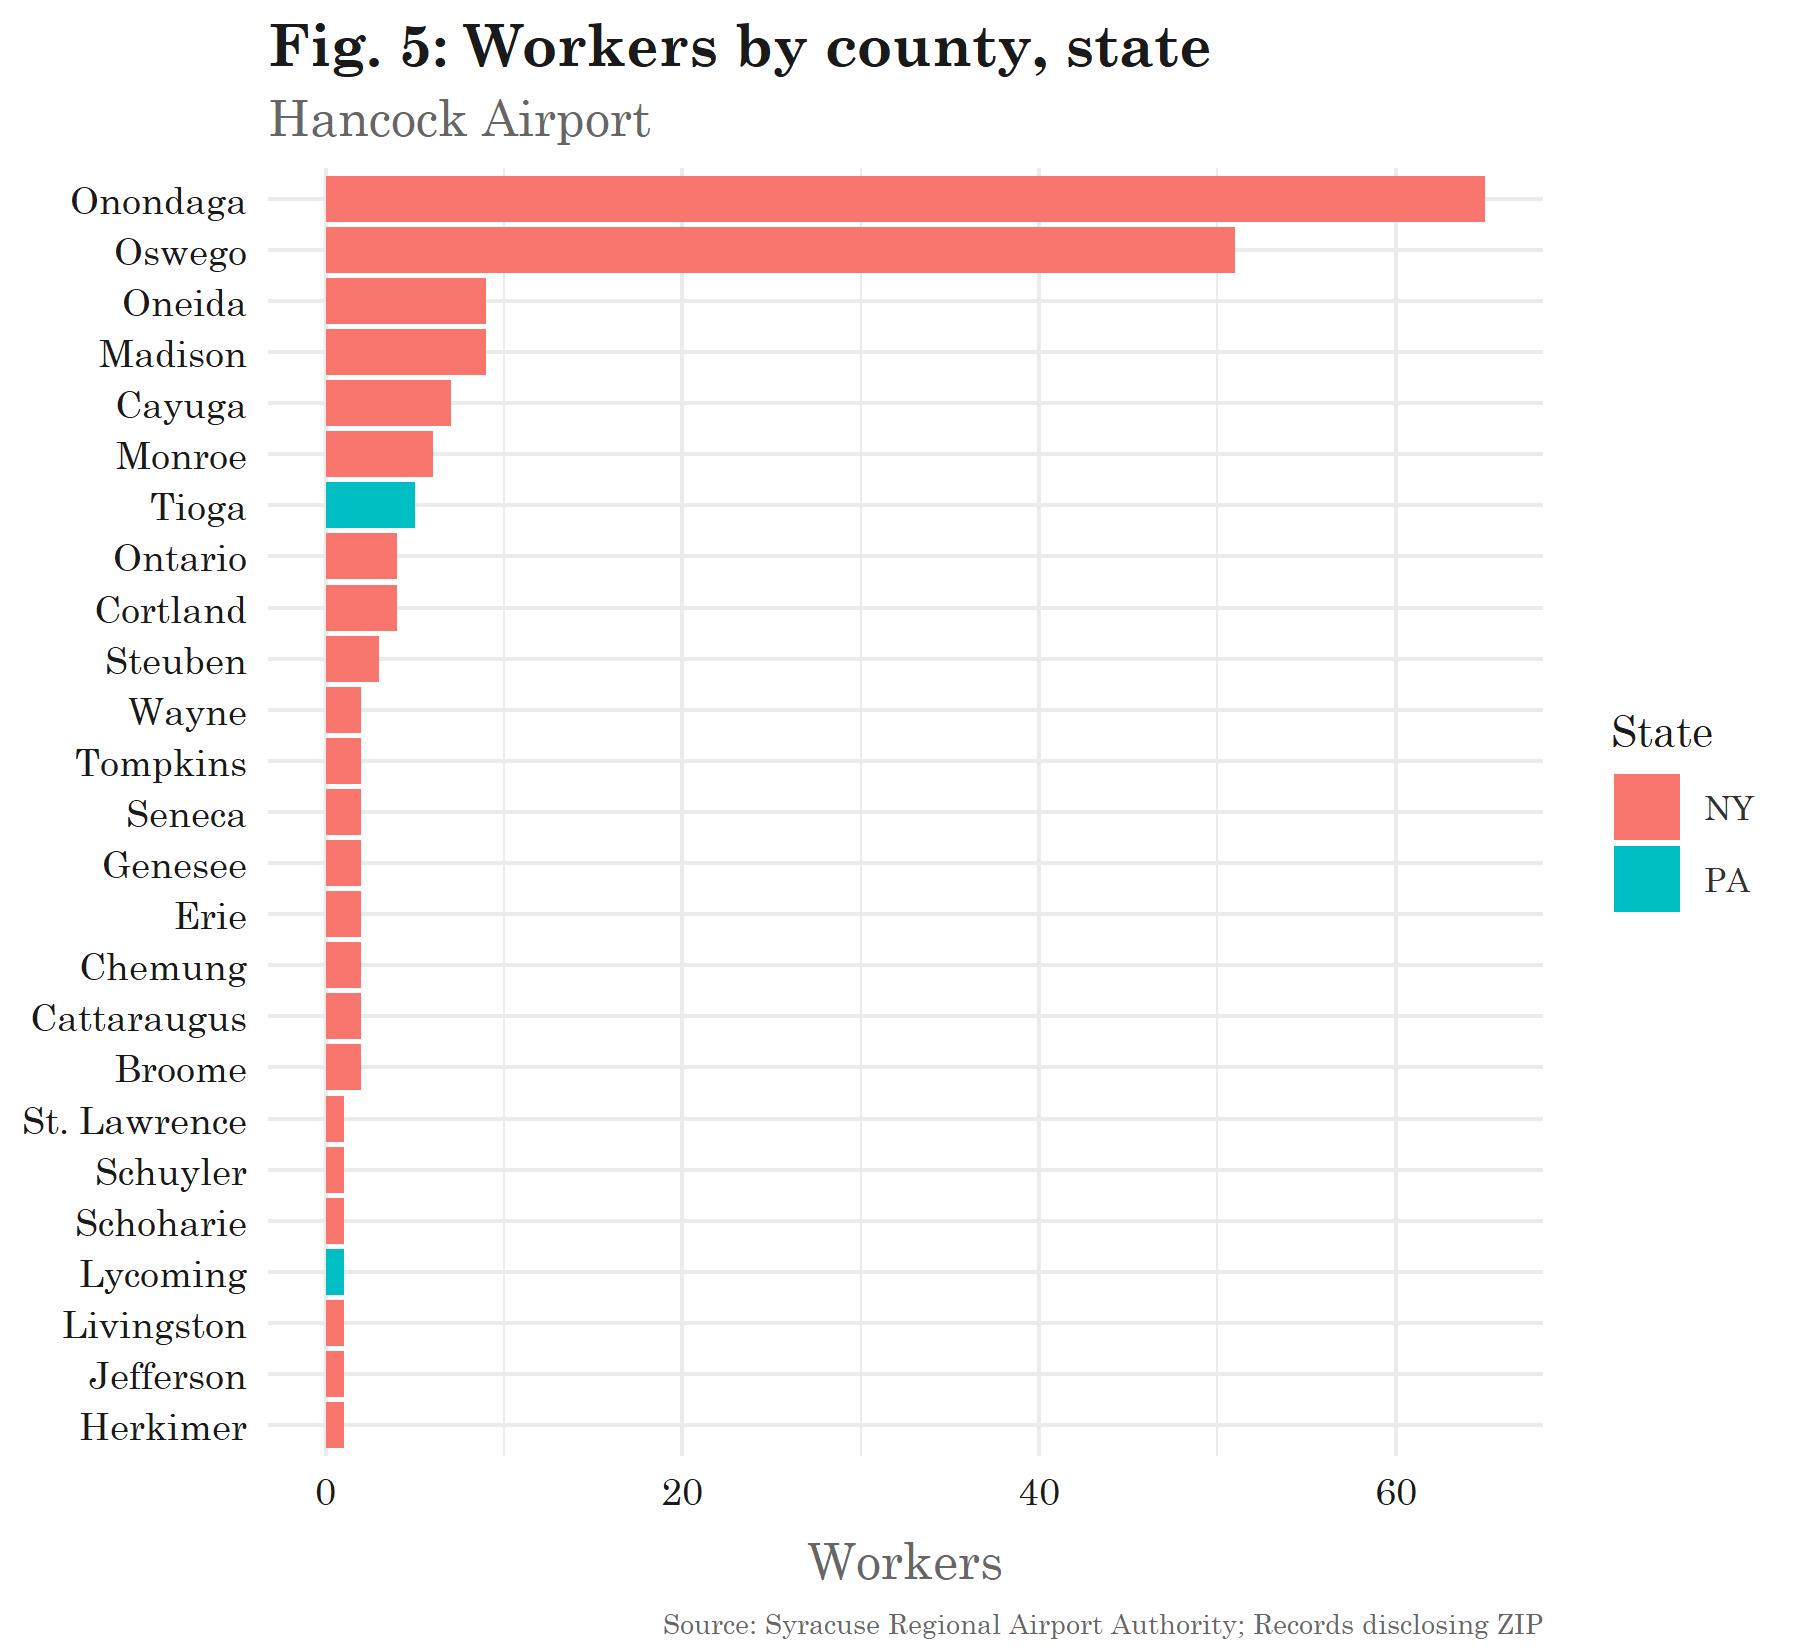 Fig. 5: Workers by county, state
Hancock Airport
Onondaga
Oswego
Oneida
Madison
Cayuga
Monroe
Tioga
Ontario
Cortland
Steuben
Wayne
Tompkins
Seneca
Genesee
Erie
Chemung
Cattaraugus
Broome
St. Lawrence
Schuyler
Schoharie
Lycoming
Livingston
Jefferson
Herkimer
0 20 40 60
Workers
State
NY
PA
Source: Syracuse Regional Airport Authority; Records disclosing ZIP